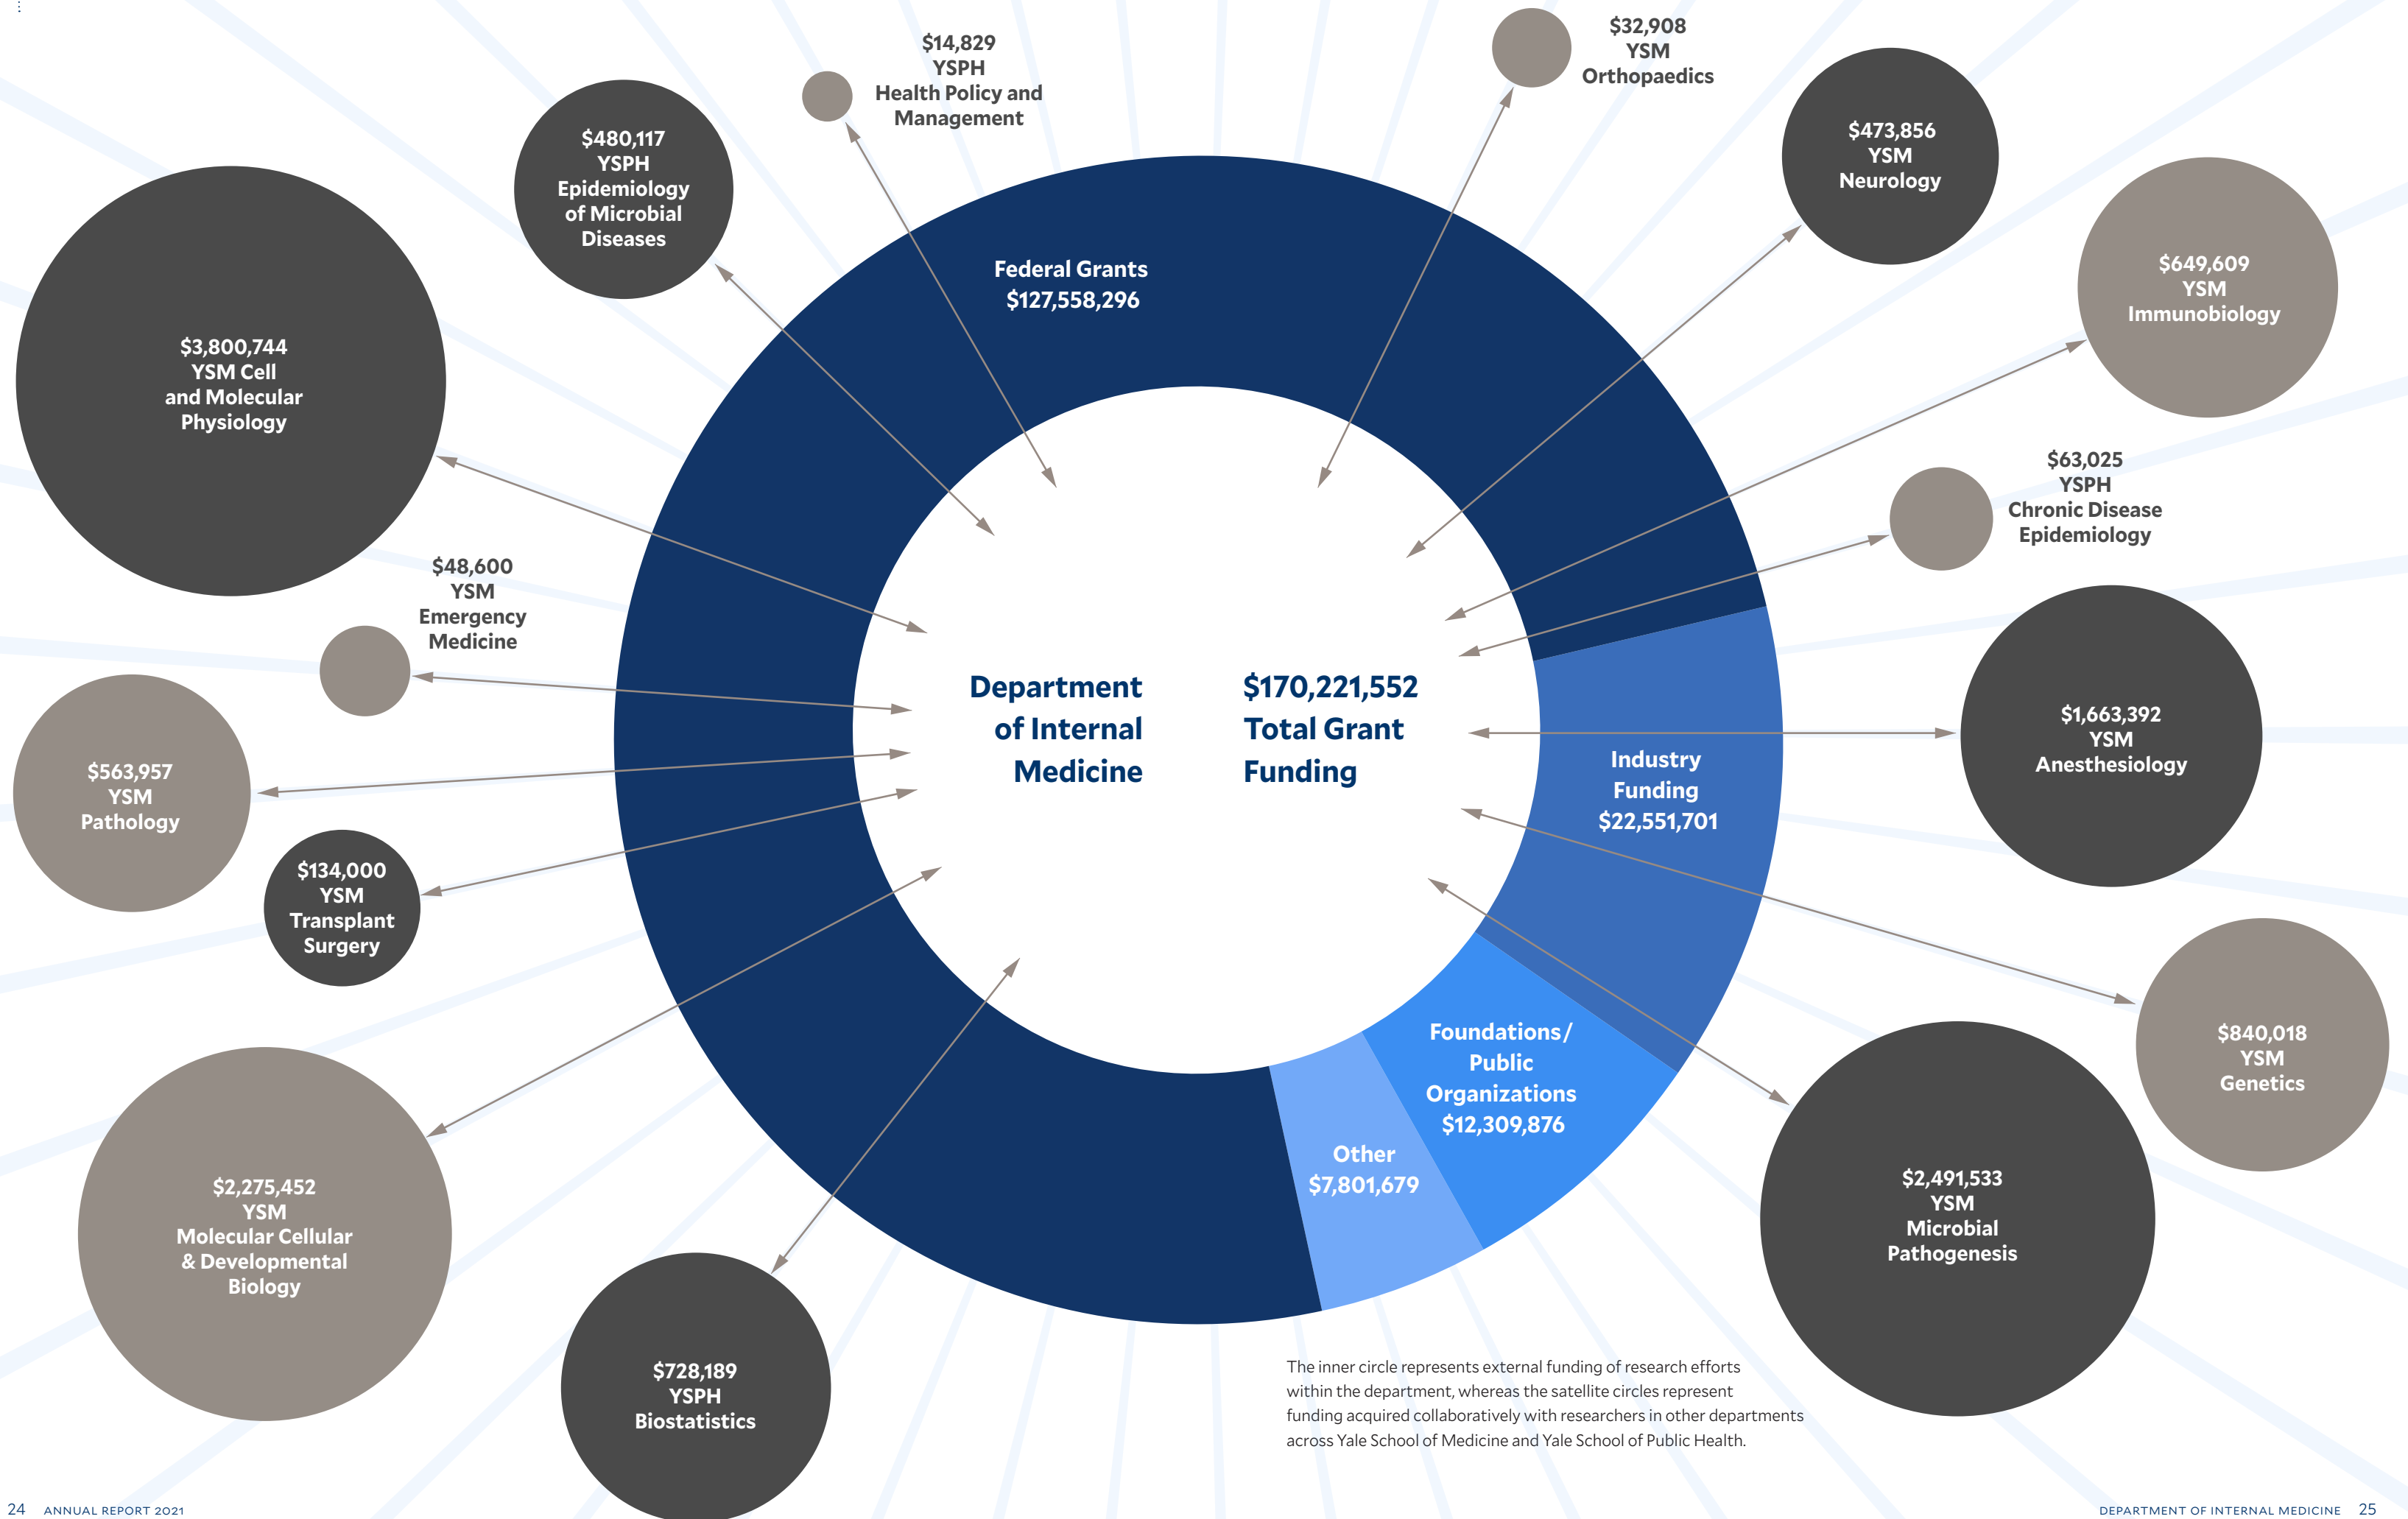 $14,829
YSPH
Health Policy and
Management
$32,908
YSM
Orthopaedics
$480,117
YSPH
Epidemiology
of Microbial
Diseases
$473,856
YSM
Neurology
$649,609
YSM
Immunobiology
Federal Grants
$127,558,296
$3,800,744
YSM Cell
and Molecular
Physiology
$63,025
YSPH
Chronic Disease
Epidemiology
$48,600
YSM
Emergency
Medicine
Department
of Internal
Medicine
$170,221,552
Total Grant
Funding
$1,663,392
YSM
Anesthesiology
Industry
Funding
$22,551,701
$563,957
YSM
Pathology
$134,000
YSM
Transplant
Surgery
Foundations/
Public
Organizations
$12,309,876
$840,018
YSM
Genetics
Other
$7,801,679
$2,491,533
YSM
Microbial
Pathogenesis
$2,275,452
YSM
Molecular Cellular
& Developmental
Biology
$728,189
YSPH
Biostatistics
The inner circle represents external funding of research efforts
within the department, whereas the satellite circles represent
funding acquired collaboratively with researchers in other departments
across Yale School of Medicine and Yale School of Public Health.
24 ANNUAL REPORT 2021
DEPARTMENT OF INTERNAL MEDICINE 25